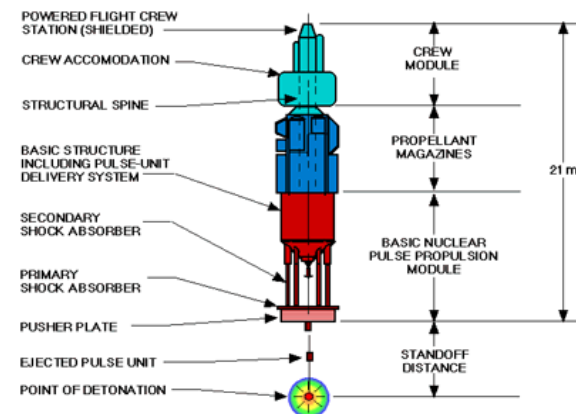 POWERED FLIGHT CREW
STATION (SHIELDED)
CREW ACCOMODATION
STRUCTURAL SPINE
BASIC STRUCTURE
INCLUDING PULSE-UNIT
DELIVERY SYSTEM
SECONDARY
SHOCK ABSORBER
PRIMARY
SHOCK ABSORBER
PUSHER PLATE
EJECTED PULSE UNIT
POINT OF DETONATION
CREW
MODULE
PROPELLANT
MAGAZINES
21 m
BASIC NUCLEAR
PULSE PROPULSION
MODULE
STANDOFF
DISTANCE